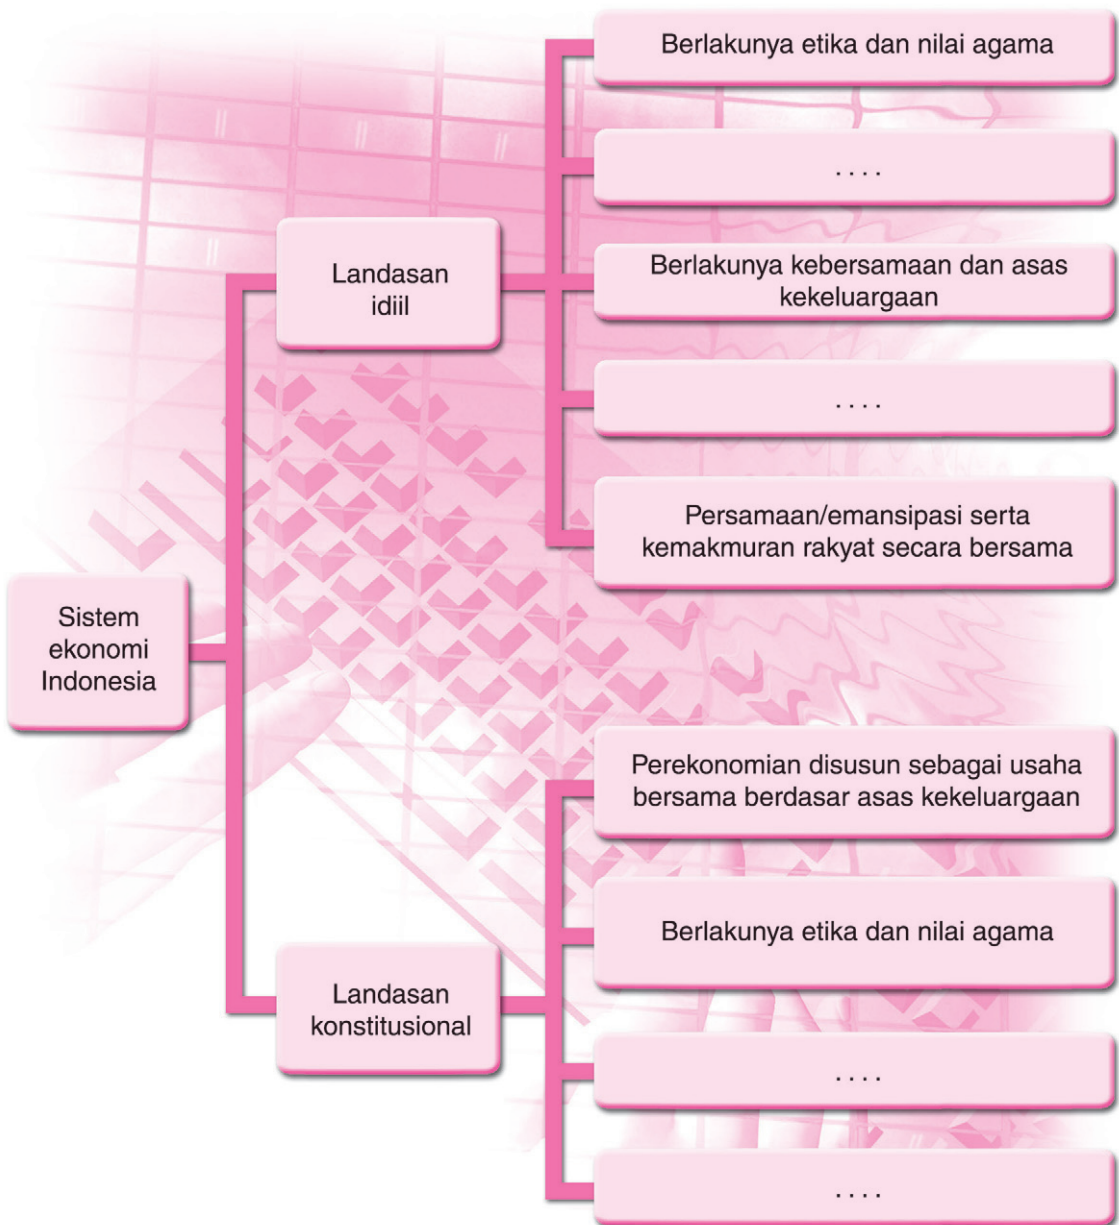 Berlakunya etika dan nilai agama
. . . .
Landasan
idiil
Berlakunya kebersamaan dan asas
kekeluargaan
. . . .
Persamaan/emansipasi serta
kemakmuran rakyat secara bersama
Sistem
ekonomi
Indonesia
Perekonomian disusun sebagai usaha
bersama berdasar asas kekeluargaan
Berlakunya etika dan nilai agama
Landasan
konstitusional
. . . .
. . . .